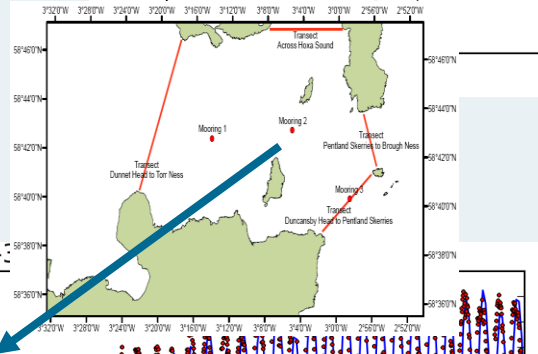 3°32'0"W 3°28'0"W 3°24'0"W 3°20'0"W 3°16'0"W 3°12'0"W 3°8'0"W 3°4'0"W 3°0'0"W 2°56'0"W 2°52'0"W
Transect
Across Hoxa Sound
58°46'0"N
58°46'0"N
58°44'0"N
58°44'0"N
Mooring 1
Mooring 2
Transect
Pentland Skerries to Brough Ness
58°42'0"N
58°42'0"N
Transect
Dunnet Head to Torr Ness
Mooring 3
Transect
Duncansby Head to Pentland Skerries
58°40'0"N
58°40'0"N
58°38'0"N
58°38'0"N
58°36'0"N
58°36'0"N
3°32'0"W 3°28'0"W 3°24'0"W 3°20'0"W 3°16'0"W 3°12'0"W 3°8'0"W 3°4'0"W 3°0'0"W 2°56'0"W 2°52'0"W